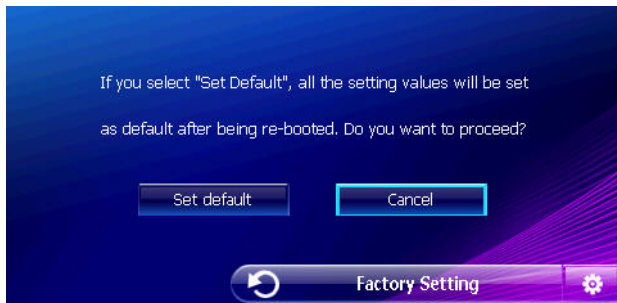 If you select "Set Default", all the setting values will be set
as default after being re-booted. Do you want to proceed?
Set default
Cancel
Factory Setting